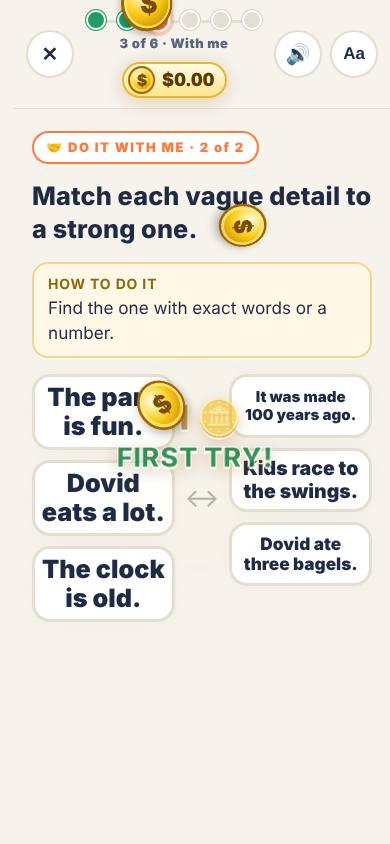 3 of 6 · With me
$ $0.00
Aa
DO IT WITH ME · 2 of 2
Match each vague detail to
a strong one.
HOW TO DO IT
Find the one with exact words or a
number.
is fun.
Dovid
eats a lot.
The clock
is old.
FIRST TRY!
It was made
100 years ago.
Kids race to
the swings.
Dovid ate
three bagels.